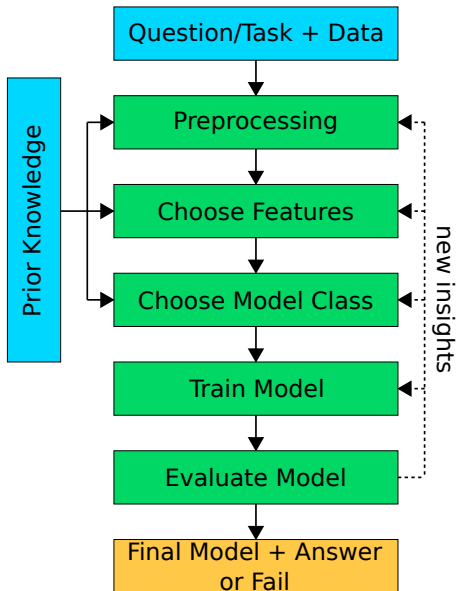 Question/Task + Data
Prior Knowledge
Preprocessing
Choose Features
Choose Model Class
Train Model
Evaluate Model
new insights
Final Model + Answer
or Fail